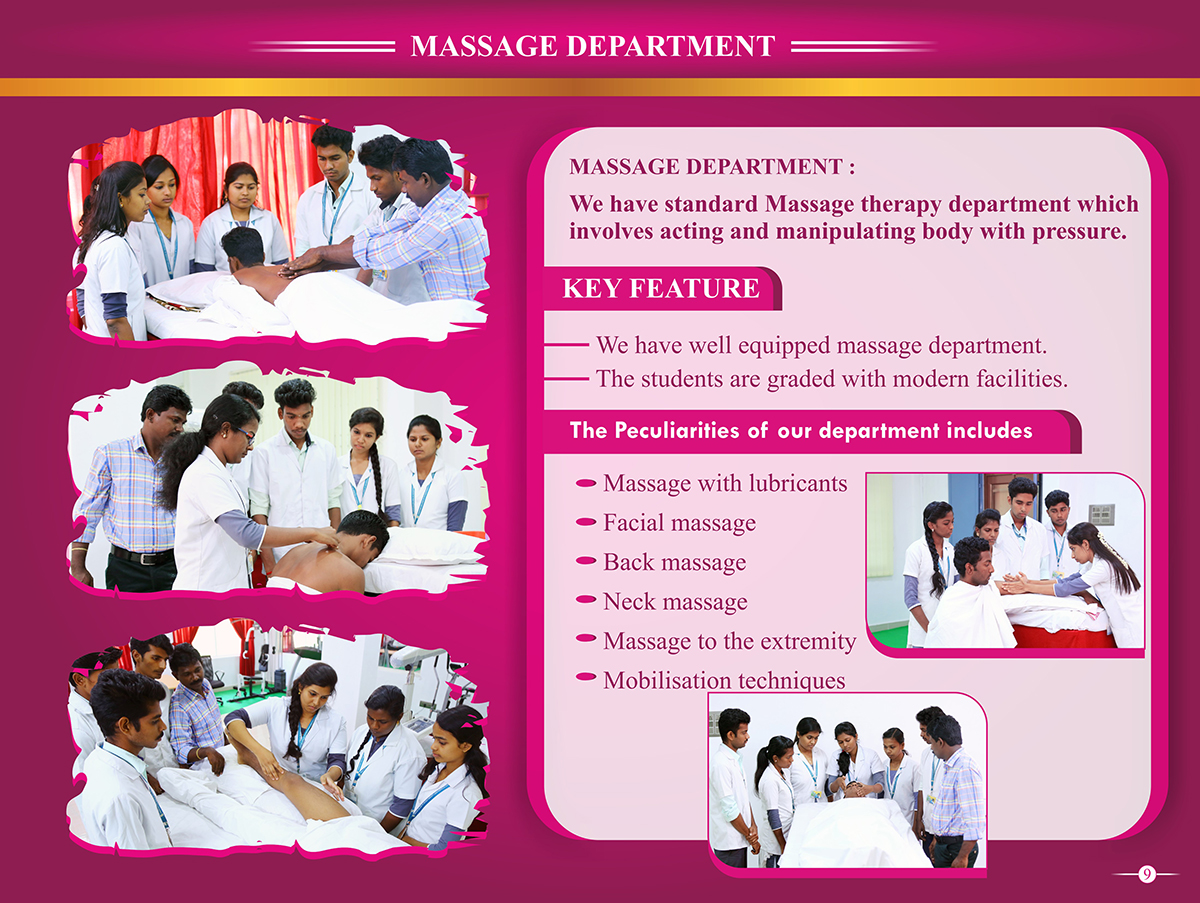 MASSAGE DEPARTMENT
MASSAGE DEPARTMENT :
We have standard Massage therapy department which
involves acting and manipulating body with pressure.
KEY FEATURE
We have well equipped massage department.
The students are graded with modern facilities.
The Peculiarities of our department includes
Massage with lubricants
Facial massage
Back massage
Neck massage
Massage to the extremity
Mobilisation techniques
9